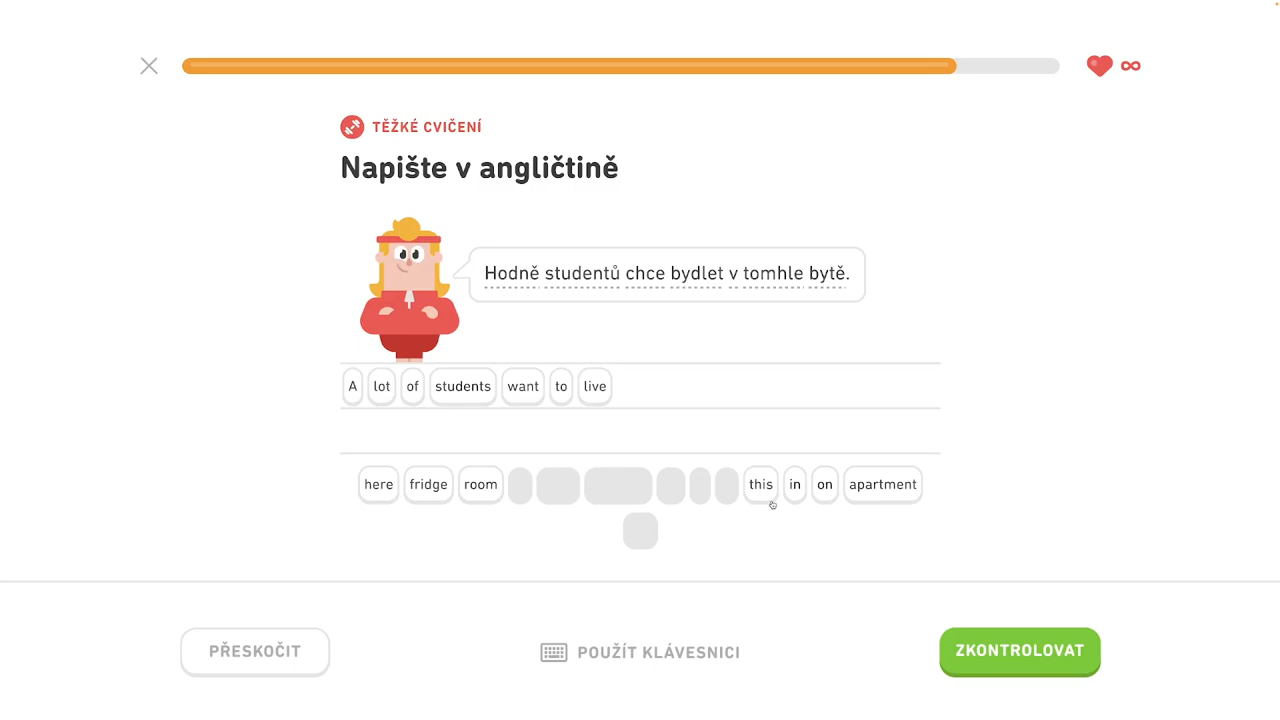 TĚŽKÉ CVIČENÍ
Napište v angličtině
Hodně studentů chce bydlet v tomhle bytě.
A lot of students want to live
here fridge room this in on apartment
PŘESKOČIT
POUŽÍT KLÁVESNICI
ZKONTROLOVAT